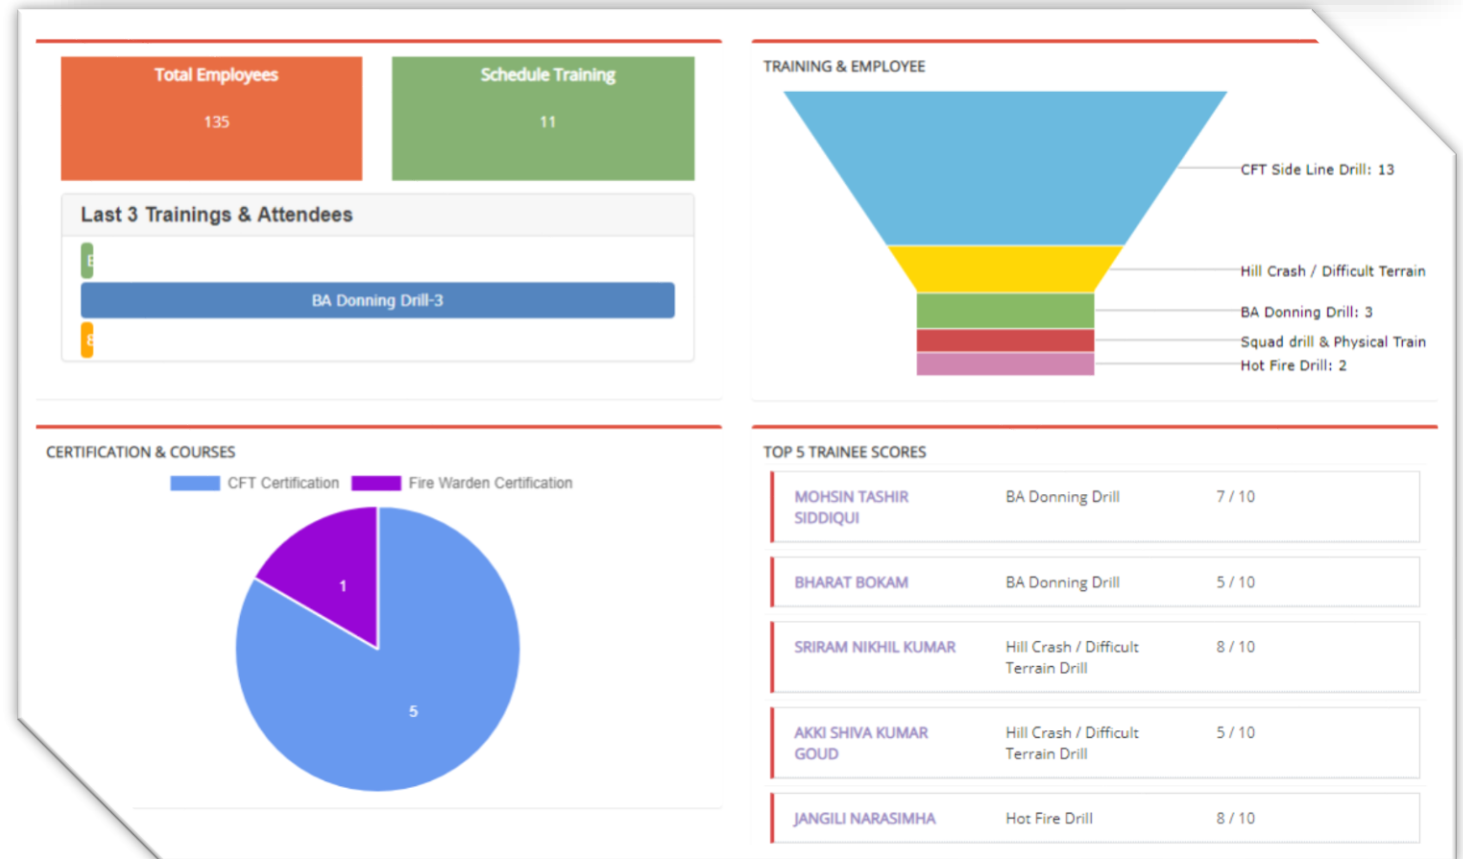 Total Employees
135
Schedule Training
11
Last 3 Trainings & Attendees
BA Donning Drill-3
TRAINING & EMPLOYEE
CFT Side Line Drill: 13
Hill Crash / Difficult Terrain
BA Donning Drill: 3
Squad drill & Physical Train
Hot Fire Drill: 2
CERTIFICATION & COURSES
CFT Certification
Fire Warden Certification
1
5
TOP 5 TRAINEE SCORES
MOHSIN TASHIR
SIDDIQUI
BA Donning Drill
7 / 10
BHARAT BOKAM
BA Donning Drill
5 / 10
SRIRAM NIKHIL KUMAR
Hill Crash / Difficult
Terrain Drill
8 / 10
AKKI SHIVA KUMAR
GOUD
Hill Crash / Difficult
Terrain Drill
5 / 10
JANGILI NARASIMHA
Hot Fire Drill
8 / 10